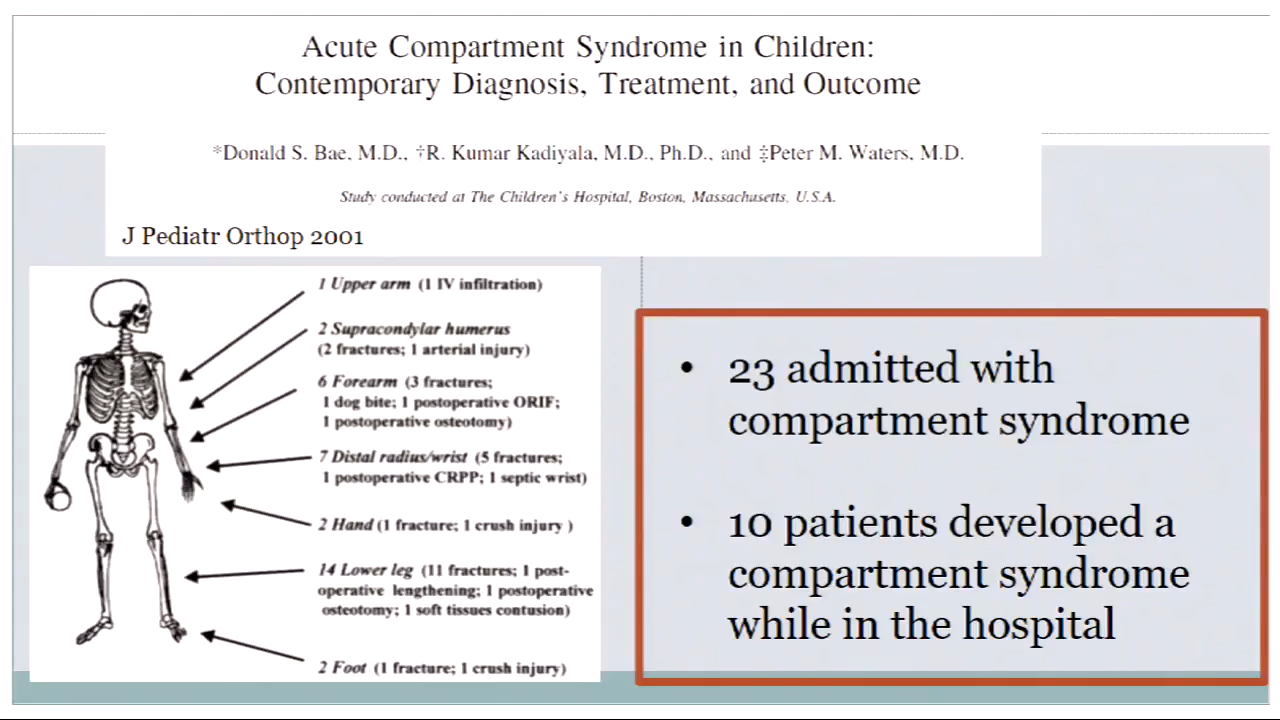 Acute Compartment Syndrome in Children:
Contemporary Diagnosis, Treatment, and Outcome
*Donald S. Bae, M.D., †R. Kumar Kadiyala, M.D., Ph.D., and ‡Peter M. Waters, M.D.
Study conducted at The Children's Hospital, Boston, Massachusetts, U.S.A.
J Pediatr Orthop 2001
1 Upper arm (1 IV infiltration)
2 Supracondylar humerus
(2 fractures; 1 arterial injury)
6 Forearm (3 fractures;
1 dog bite; 1 postoperative ORIF;
1 postoperative osteotomy)
7 Distal radius/wrist (5 fractures;
1 postoperative CRPP; 1 septic wrist)
2 Hand (1 fracture; 1 crush injury )
14 Lower leg (11 fractures; 1 post-
operative lengthening; 1 postoperative
osteotomy; 1 soft tissues contusion)
2 Foot (1 fracture; 1 crush injury)
• 23 admitted with
compartment syndrome
• 10 patients developed a
compartment syndrome
while in the hospital